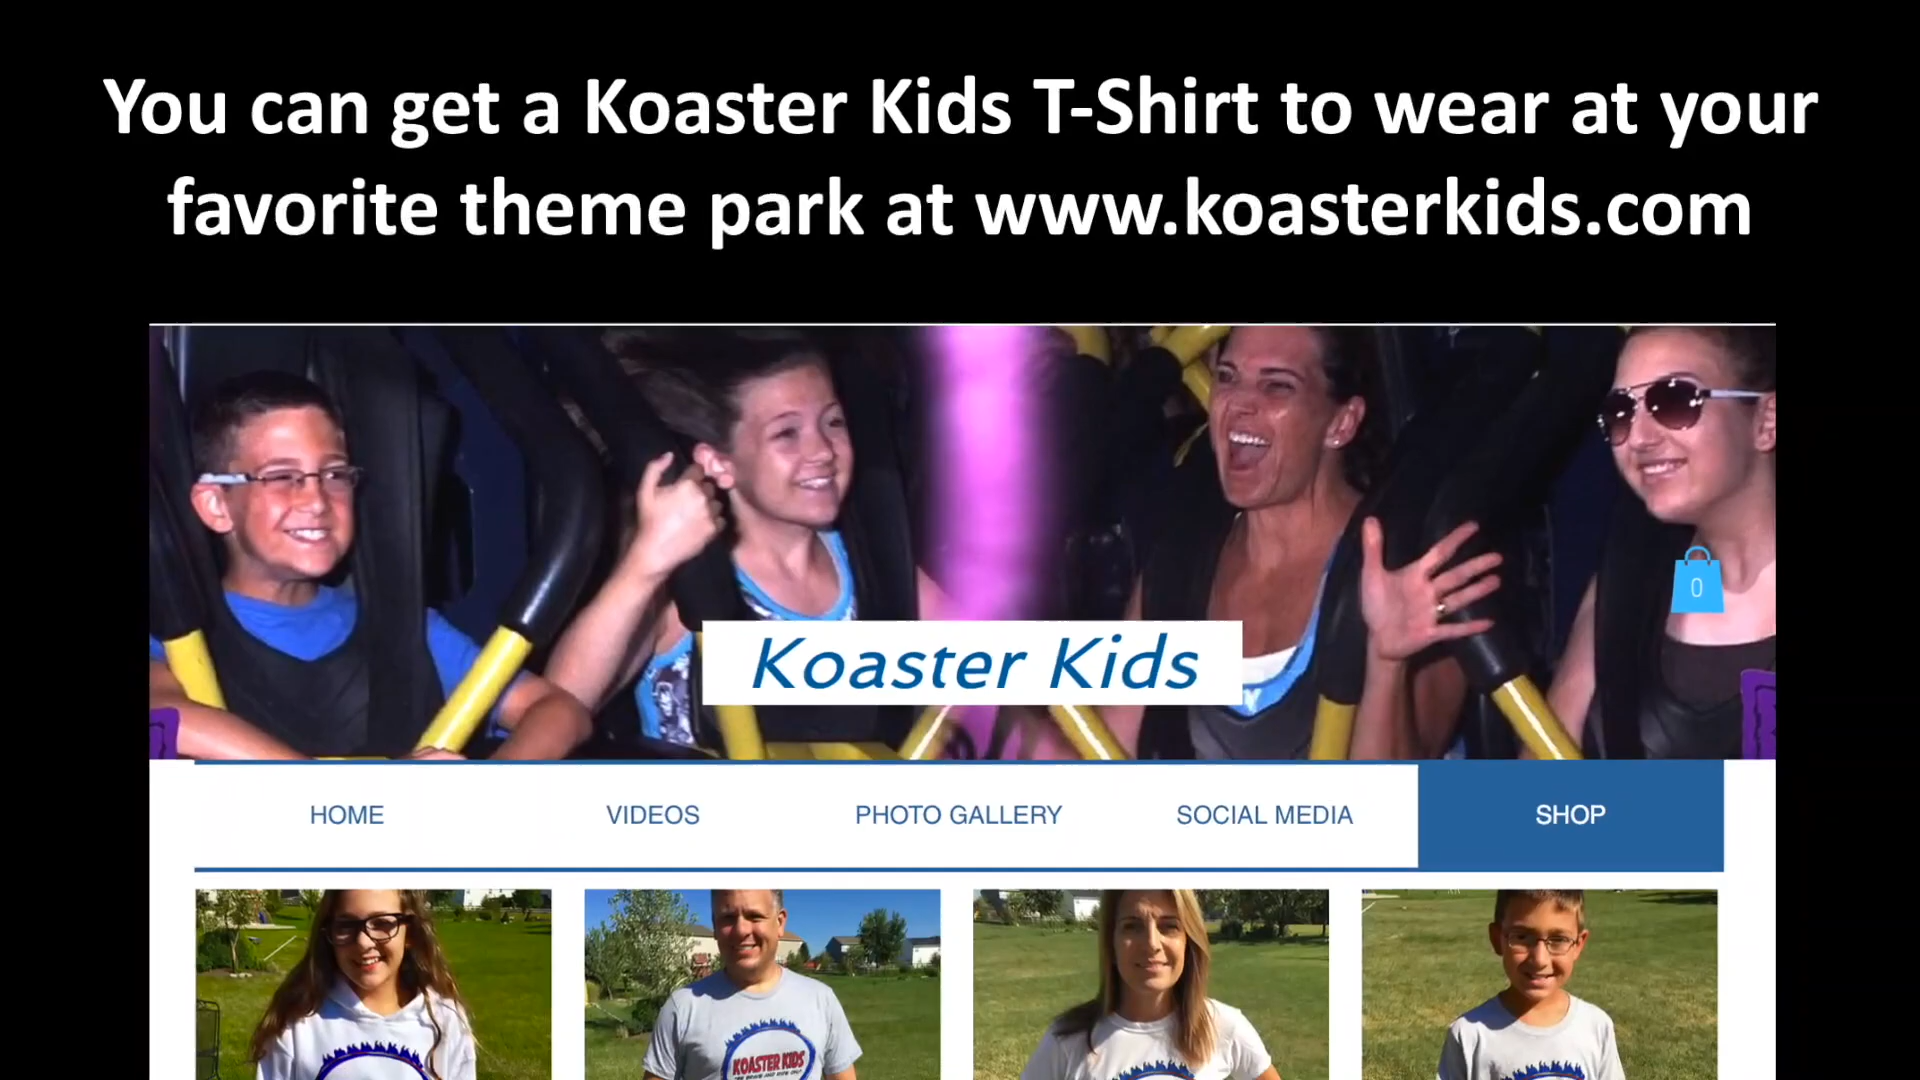 You can get a Koaster Kids T-Shirt to wear at your
favorite theme park at www.koasterkids.com
0
Koaster Kids
HOME VIDEOS PHOTO GALLERY SOCIAL MEDIA SHOP
KOASTER KIDS